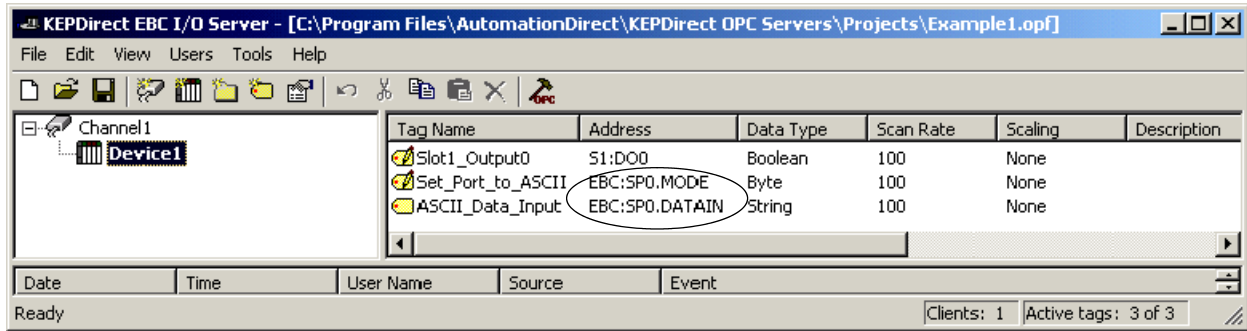 KEPDirect EBC I/O Server - [C:\Program Files\AutomationDirect\KEPDirect OPC Servers\Projects\Example1.opf]
File Edit View Users Tools Help
OPC
Channel1
Device1
Tag Name Address Data Type Scan Rate Scaling Description
Slot1_Output0 S1:DO0 Boolean 100 None
Set_Port_to_ASCII EBC:SP0.MODE Byte 100 None
ASCII_Data_Input EBC:SP0.DATAIN String 100 None
Date Time User Name Source Event
Ready Clients: 1 Active tags: 3 of 3